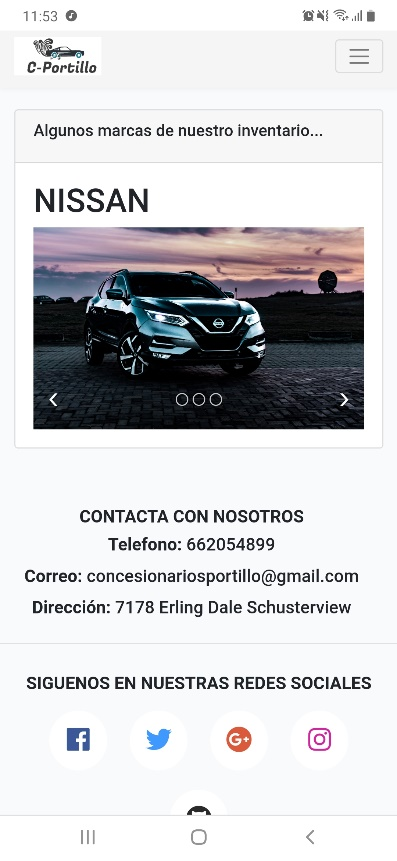 11:53
C-Portillo
Algunos marcas de nuestro inventario...
NISSAN
CONTACTA CON NOSOTROS
Telefono: 662054899
Correo: concesionariosportillo@gmail.com
Dirección: 7178 Erling Dale Schusterview
SIGUENOS EN NUESTRAS REDES SOCIALES